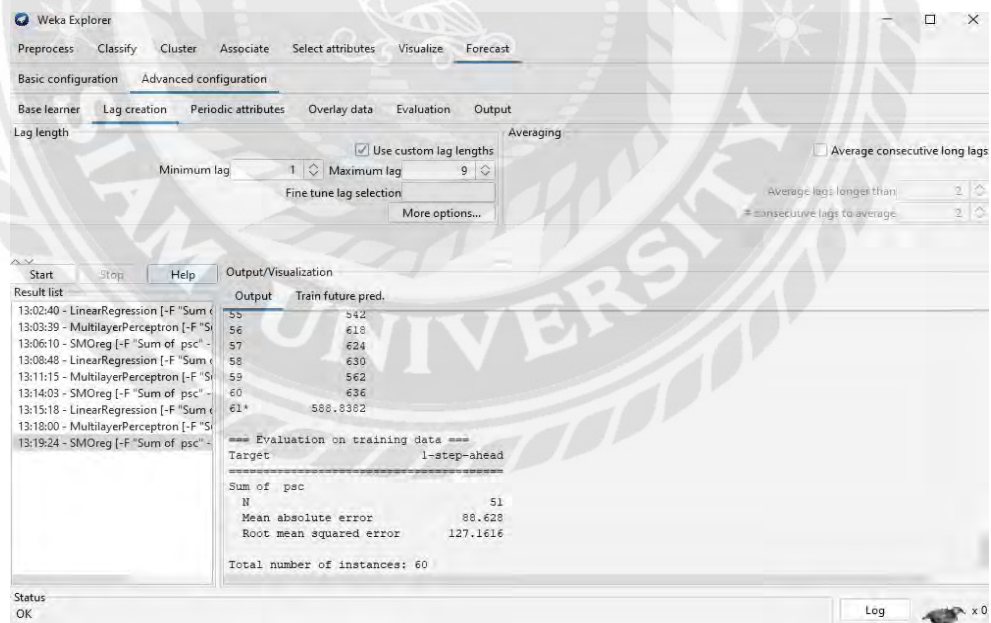 Weka Explorer
Preprocess Classify Cluster Associate Select attributes Visualize Forecast
Basic configuration Advanced configuration
Base learner Lag creation Periodic attributes Overlay data Evaluation Output
Lag length
Use custom lag lengths
Minimum lag 1 Maximum lag 9
Fine tune lag selection
More options...
Averaging
Average consecutive long lags
Average lags longer than 2
# consecutive lags to average 2
Start Stop Help
Result list
13:02:40 - LinearRegression [-F "Sum
13:03:39 - MultilayerPerceptron [-F "S
13:06:10 - SMOreg [-F "Sum of psc" -
13:08:48 - LinearRegression [-F "Sum
13:11:15 - MultilayerPerceptron [-F "S
13:14:03 - SMOreg [-F "Sum of psc" -
13:15:18 - LinearRegression [-F "Sum
13:18:00 - MultilayerPerceptron [-F "S
13:19:24 - SMOreg [-F "Sum of psc" -
Output/Visualization
Output Train future pred.
55 542
56 618
57 624
58 630
59 562
60 636
61* 588.8382
=== Evaluation on training data ===
Target 1-step-ahead
=======================================
Sum of psc
N 51
Mean absolute error 88.628
Root mean squared error 127.1616
Total number of instances: 60
Status
OK
Log x 0
SIAM UNIVERSITY